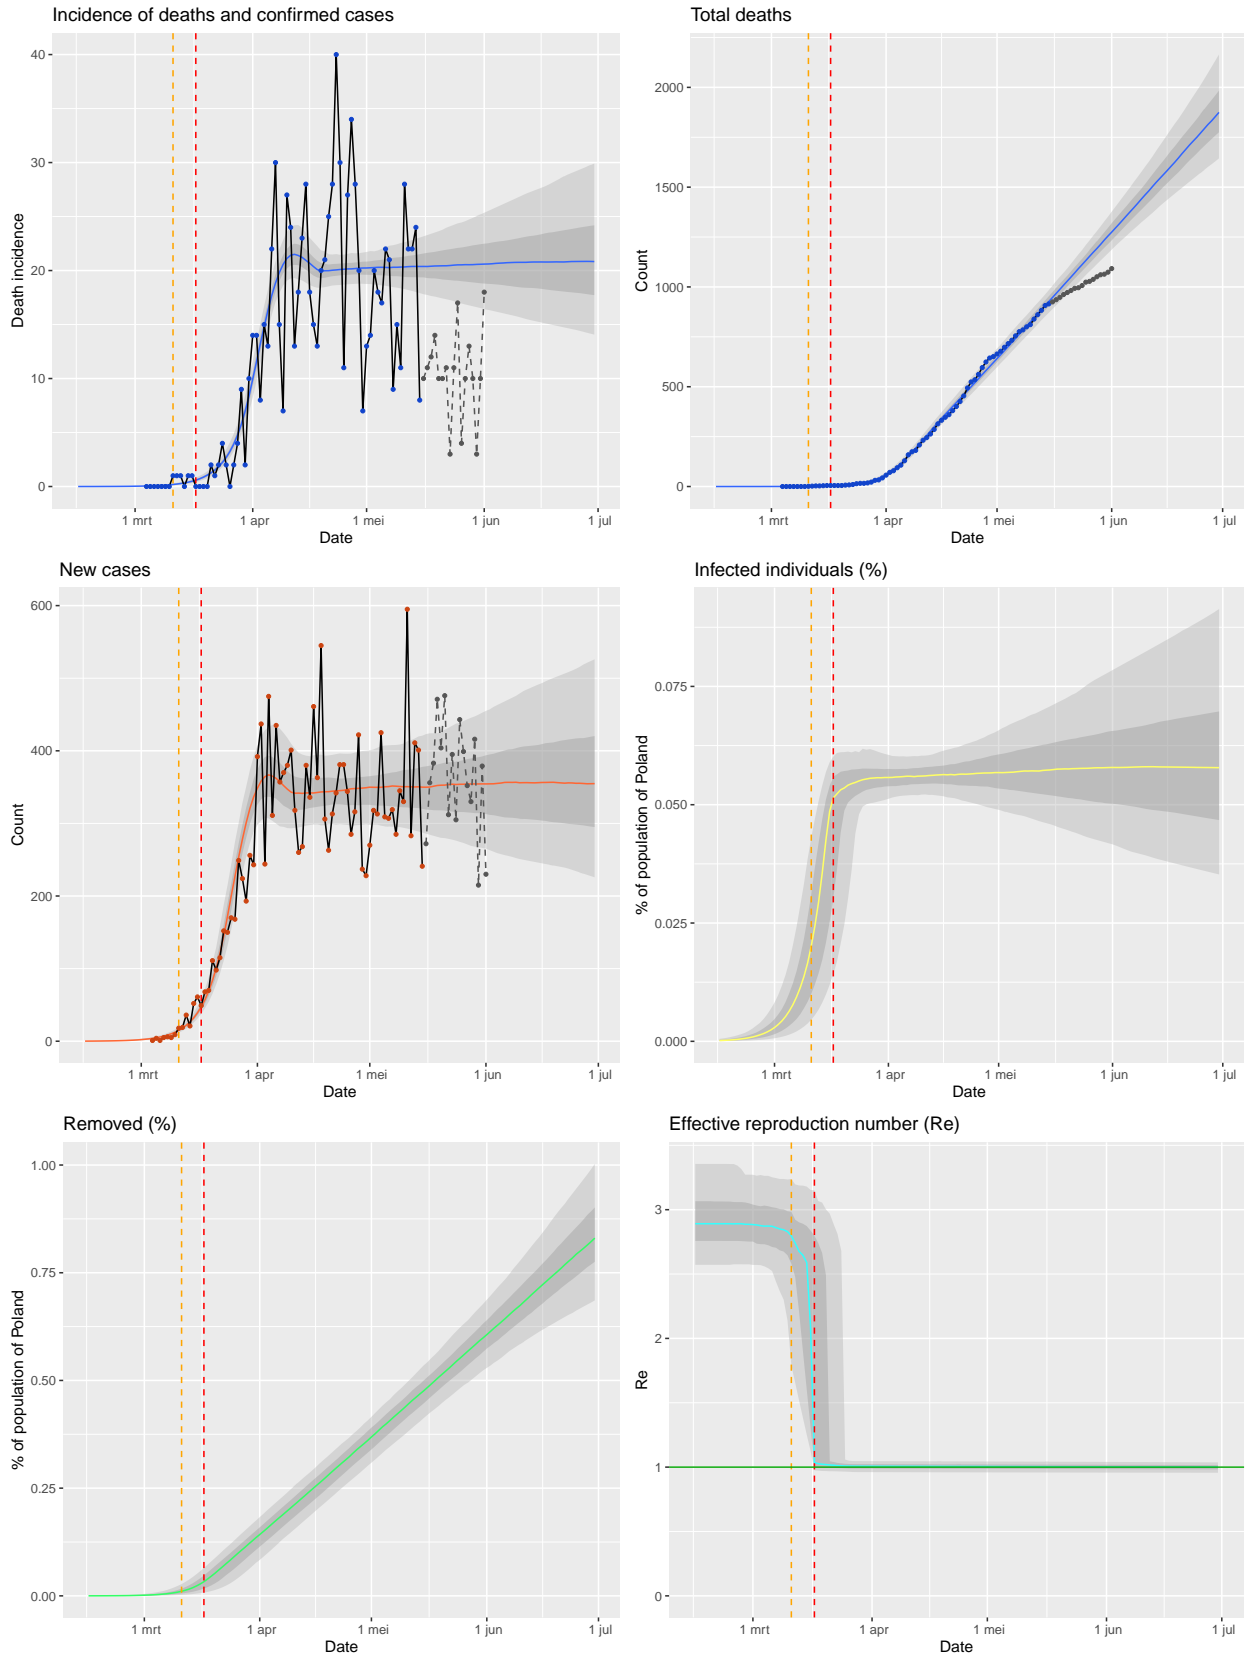 Incidence of deaths and confirmed cases
Death incidence
40
30
20
10
0
1 mrt 1 apr 1 mei 1 jun 1 jul
Date
Total deaths
Count
2000
1500
1000
500
0
1 mrt 1 apr 1 mei 1 jun 1 jul
Date
New cases
Count
600
400
200
0
1 mrt 1 apr 1 mei 1 jun 1 jul
Date
Infected individuals (%)
% of population of Poland
0.075
0.050
0.025
0.000
1 mrt 1 apr 1 mei 1 jun 1 jul
Date
Removed (%)
% of population of Poland
1.00
0.75
0.50
0.25
0.00
1 mrt 1 apr 1 mei 1 jun 1 jul
Date
Effective reproduction number (Re)
Re
3
2
1
0
1 mrt 1 apr 1 mei 1 jun 1 jul
Date